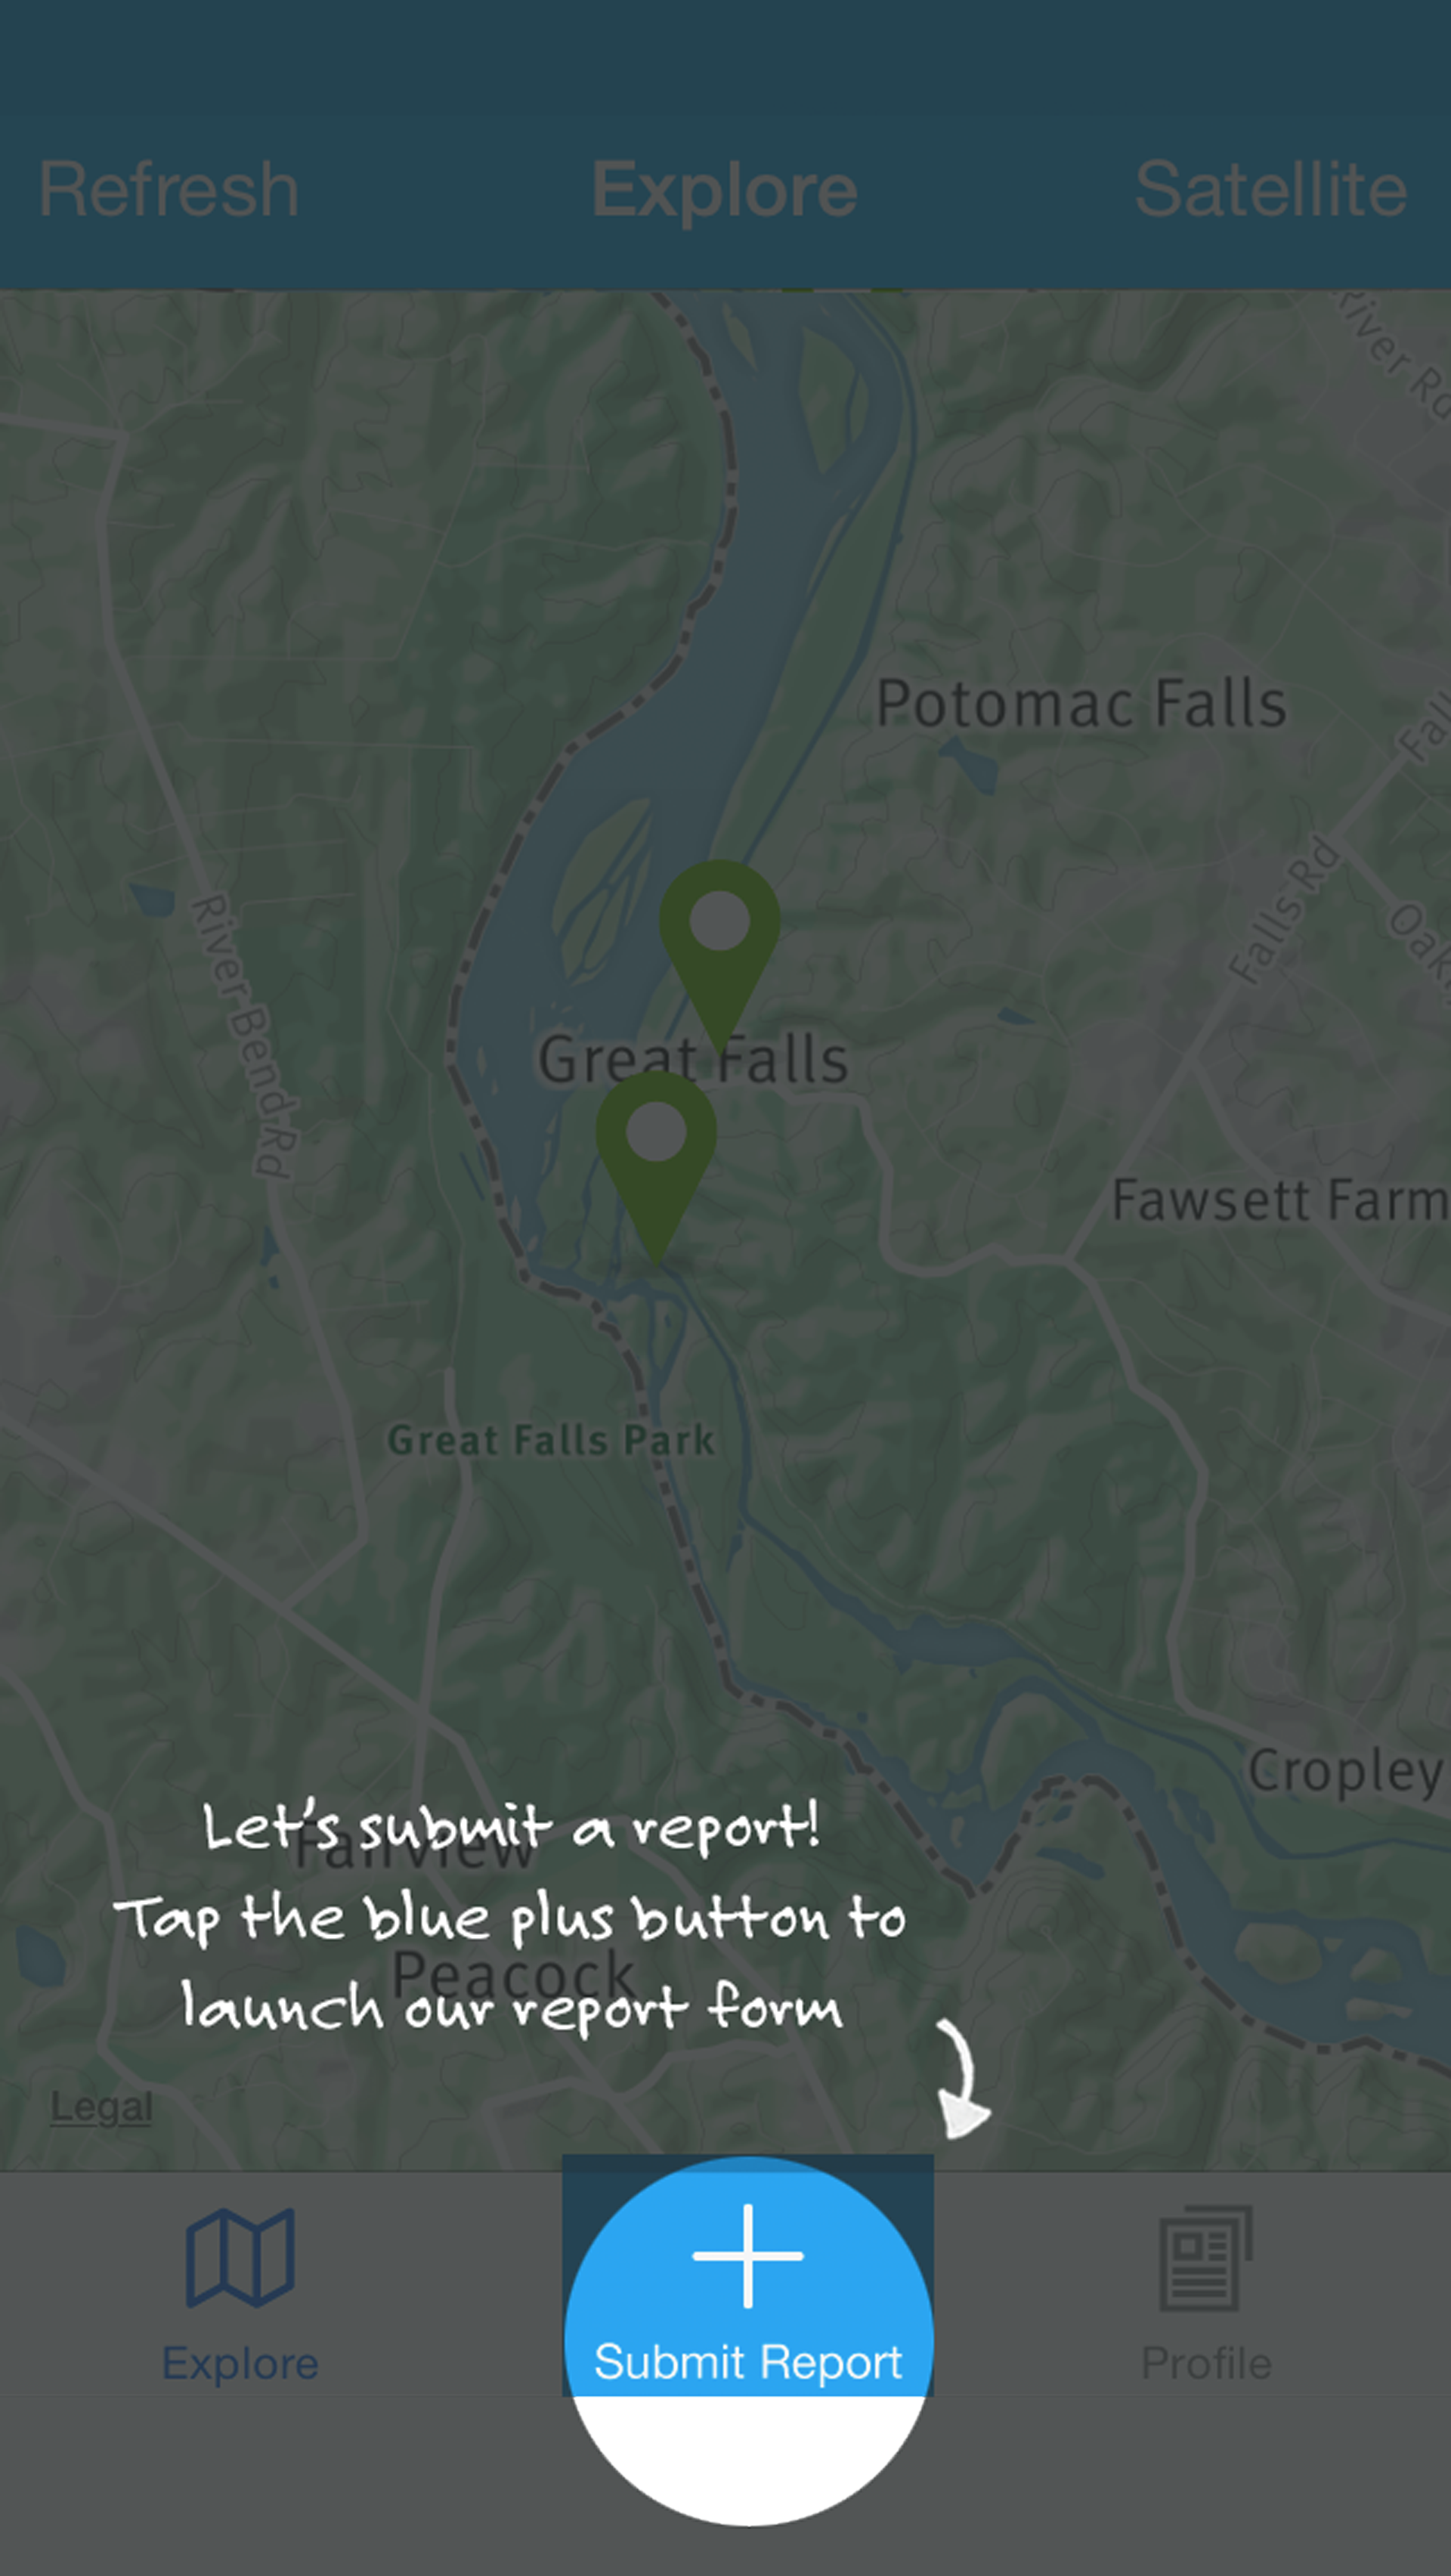 Refresh
Explore
Satellite
River Rd
Potomac Falls
Falls Rd
River Bend Rd
Great Falls
Fawsett Farm
Great Falls Park
Cropley
Let's submit a report!
Fairview
Tap the blue plus button to
Peacock
launch our report form
Legal
Submit Report
Explore
Profile